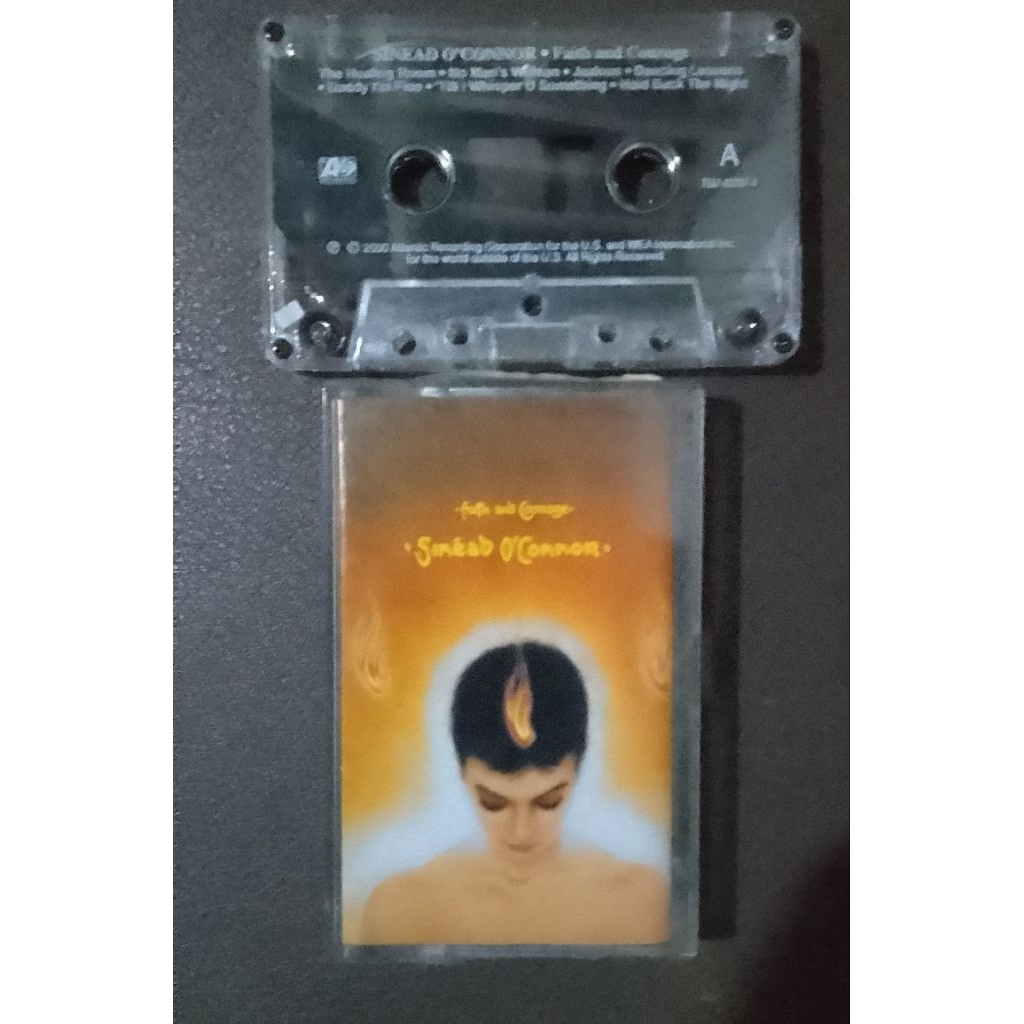 SINEAD O'CONNOR • Faith and Courage
The Healing Room • No Man's Woman • Jealous • Dancing Lessons
• Daddy I'm Fine • 'Til I Whisper U Something • Hold Back The Night
A
℗ © 2000 Atlantic Recording Corporation for the U.S. and WEA International Inc.
for the world outside of the U.S. All Rights Reserved.
•Faith and Courage•
• Sinéad O'Connor •